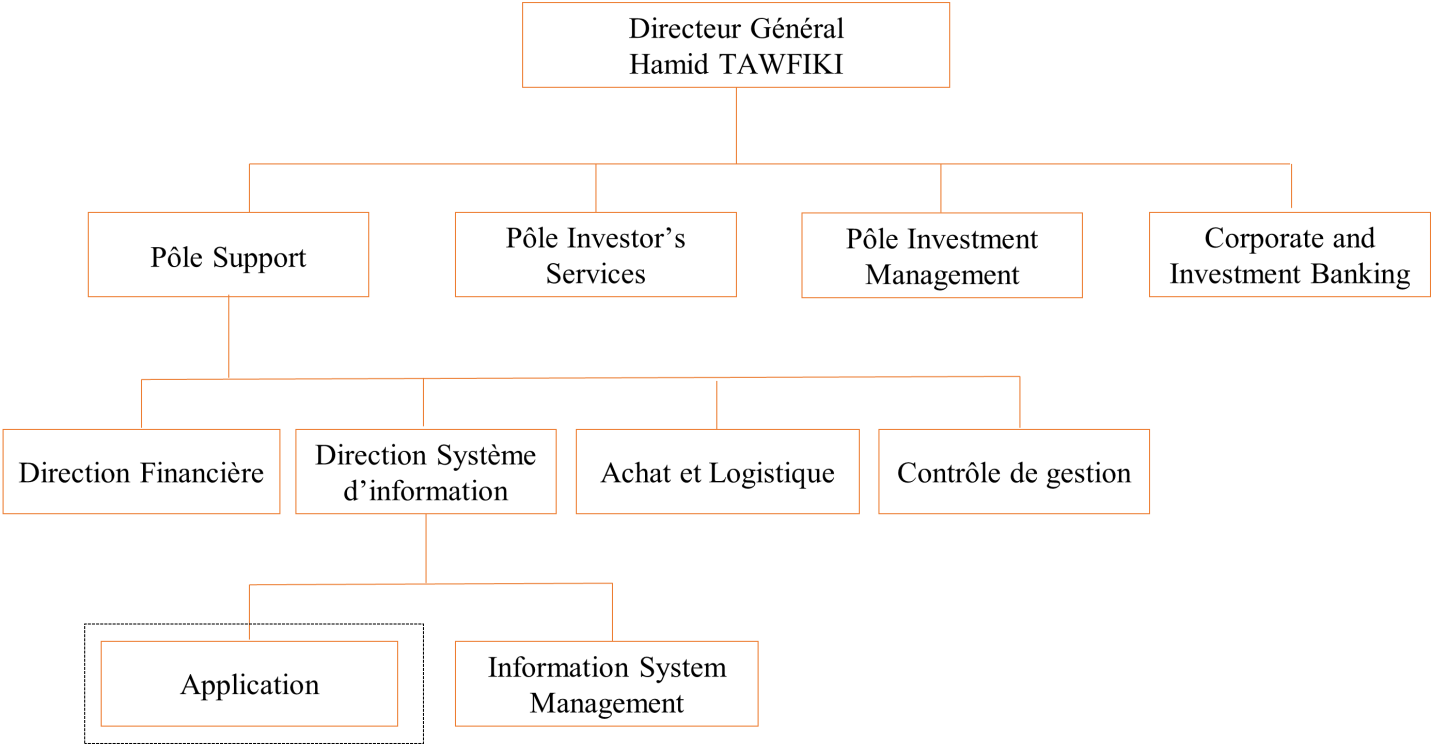 Directeur Général
Hamid TAWFIKI
Pôle Support
Pôle Investor’s
Services
Pôle Investment
Management
Corporate and
Investment Banking
Direction Financière
Direction Système
d’information
Achat et Logistique
Contrôle de gestion
Application
Information System
Management